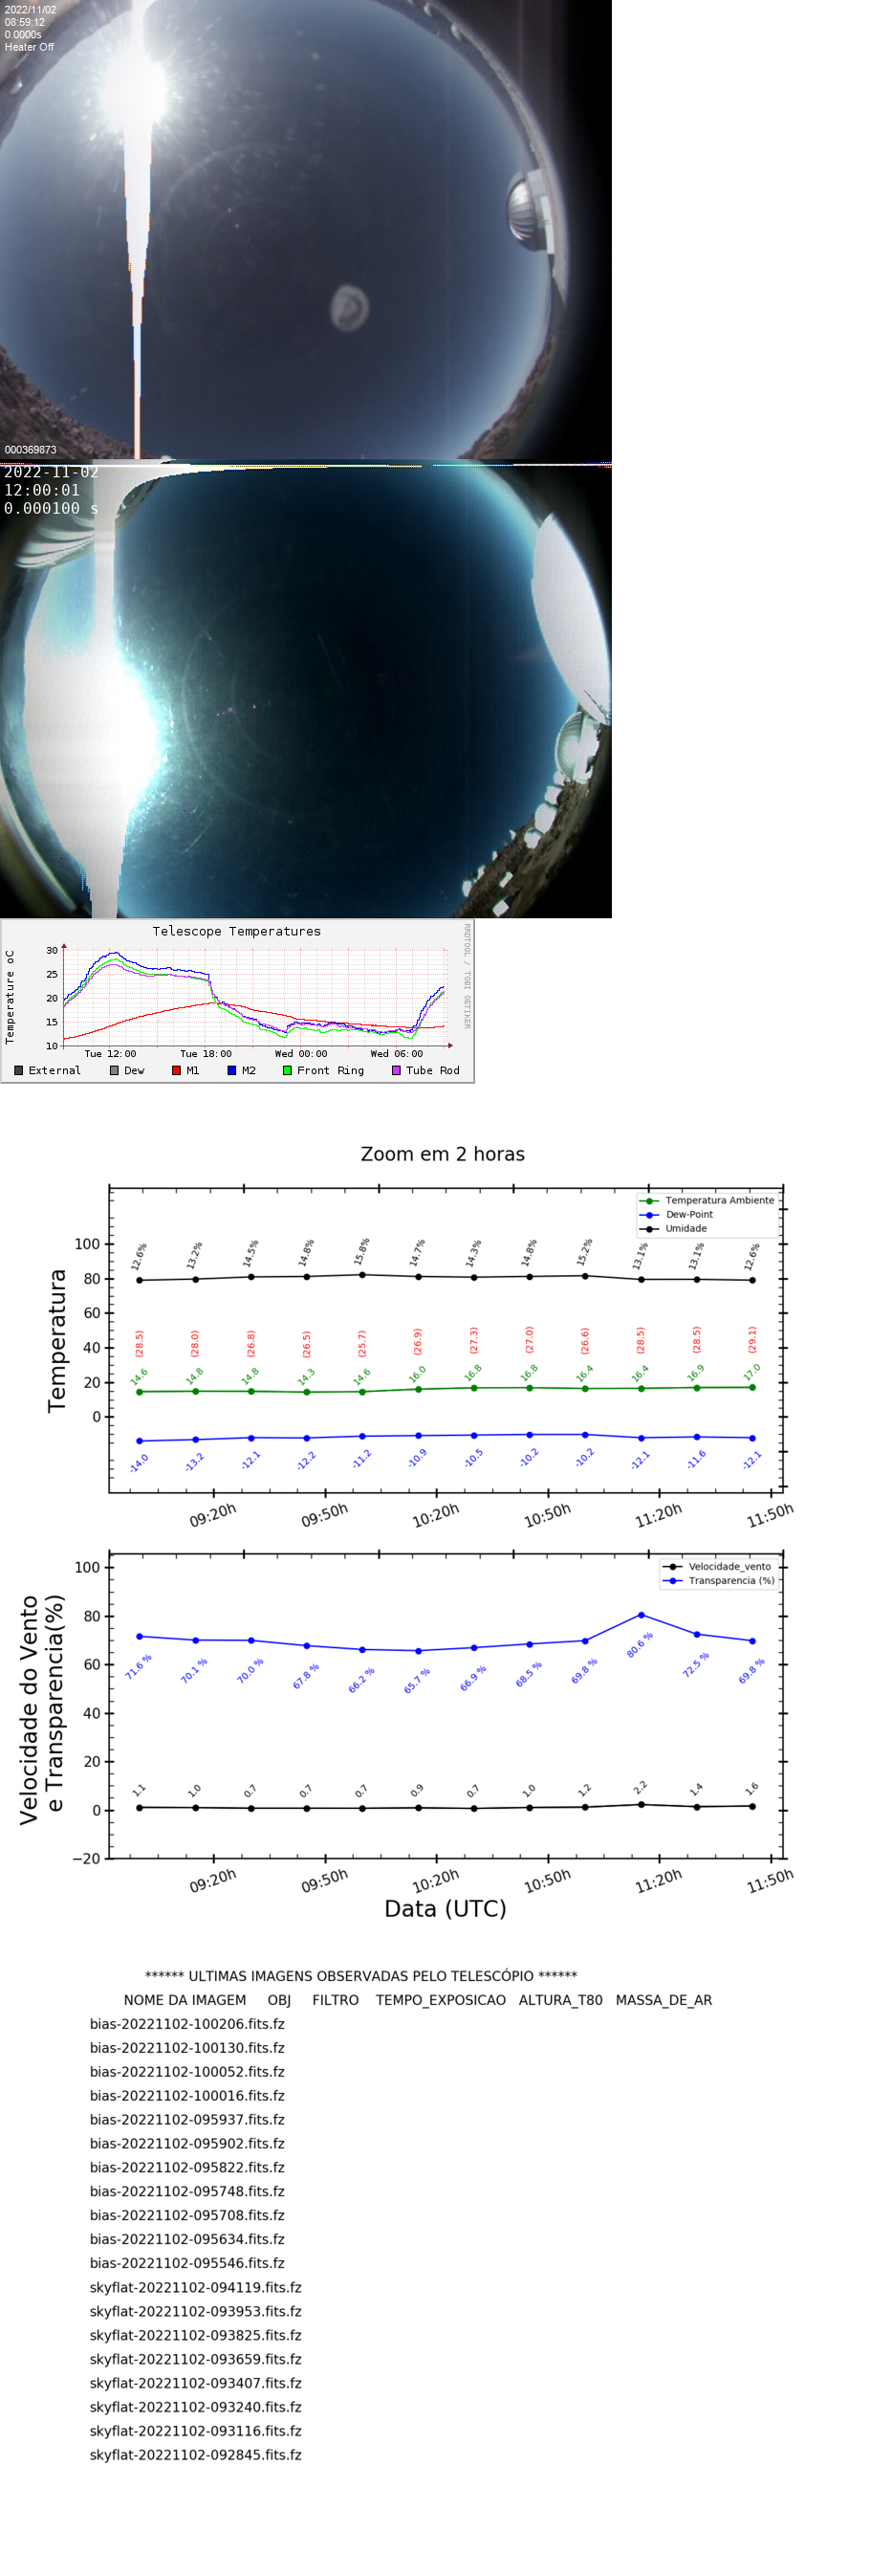 2022/11/02
08:59:12
0.0000s
Heater Off
000369873
2022-11-02
12:00:01
0.000100 s
Telescope Temperatures
RRDTOOL / TOBI OETIKER
Temperature oC
30
25
20
15
10
Tue 12:00 Tue 18:00 Wed 00:00 Wed 06:00
External Dew M1 M2 Front Ring Tube Rod
Zoom em 2 horas
Temperatura Ambiente
Dew-Point
Umidade
Temperatura
100
80
60
40
20
0
12.6% 13.2% 14.5% 14.8% 15.8% 14.7% 14.3% 14.8% 15.2% 13.1% 13.1% 12.6%
(28.5) (28.0) (26.8) (26.5) (25.7) (26.9) (27.3) (27.0) (26.6) (28.5) (28.5) (29.1)
14.6 14.8 14.8 14.3 14.6 16.0 16.8 16.8 16.4 16.4 16.9 17.0
-14.0 -13.2 -12.1 -12.2 -11.2 -10.9 -10.5 -10.2 -10.2 -12.1 -11.6 -12.1
09:20h 09:50h 10:20h 10:50h 11:20h 11:50h
Velocidade_vento
Transparencia (%)
Velocidade do Vento
e Transparencia(%)
100
80
60
40
20
0
−20
71.6 % 70.1 % 70.0 % 67.8 % 66.2 % 65.7 % 66.9 % 68.5 % 69.8 % 80.6 % 72.5 % 69.8 %
1.1 1.0 0.7 0.7 0.7 0.9 0.7 1.0 1.2 2.2 1.4 1.6
09:20h 09:50h 10:20h 10:50h 11:20h 11:50h
Data (UTC)
****** ULTIMAS IMAGENS OBSERVADAS PELO TELESCÓPIO ******
NOME DA IMAGEM OBJ FILTRO TEMPO_EXPOSICAO ALTURA_T80 MASSA_DE_AR
bias-20221102-100206.fits.fz
bias-20221102-100130.fits.fz
bias-20221102-100052.fits.fz
bias-20221102-100016.fits.fz
bias-20221102-095937.fits.fz
bias-20221102-095902.fits.fz
bias-20221102-095822.fits.fz
bias-20221102-095748.fits.fz
bias-20221102-095708.fits.fz
bias-20221102-095634.fits.fz
bias-20221102-095546.fits.fz
skyflat-20221102-094119.fits.fz
skyflat-20221102-093953.fits.fz
skyflat-20221102-093825.fits.fz
skyflat-20221102-093659.fits.fz
skyflat-20221102-093407.fits.fz
skyflat-20221102-093240.fits.fz
skyflat-20221102-093116.fits.fz
skyflat-20221102-092845.fits.fz